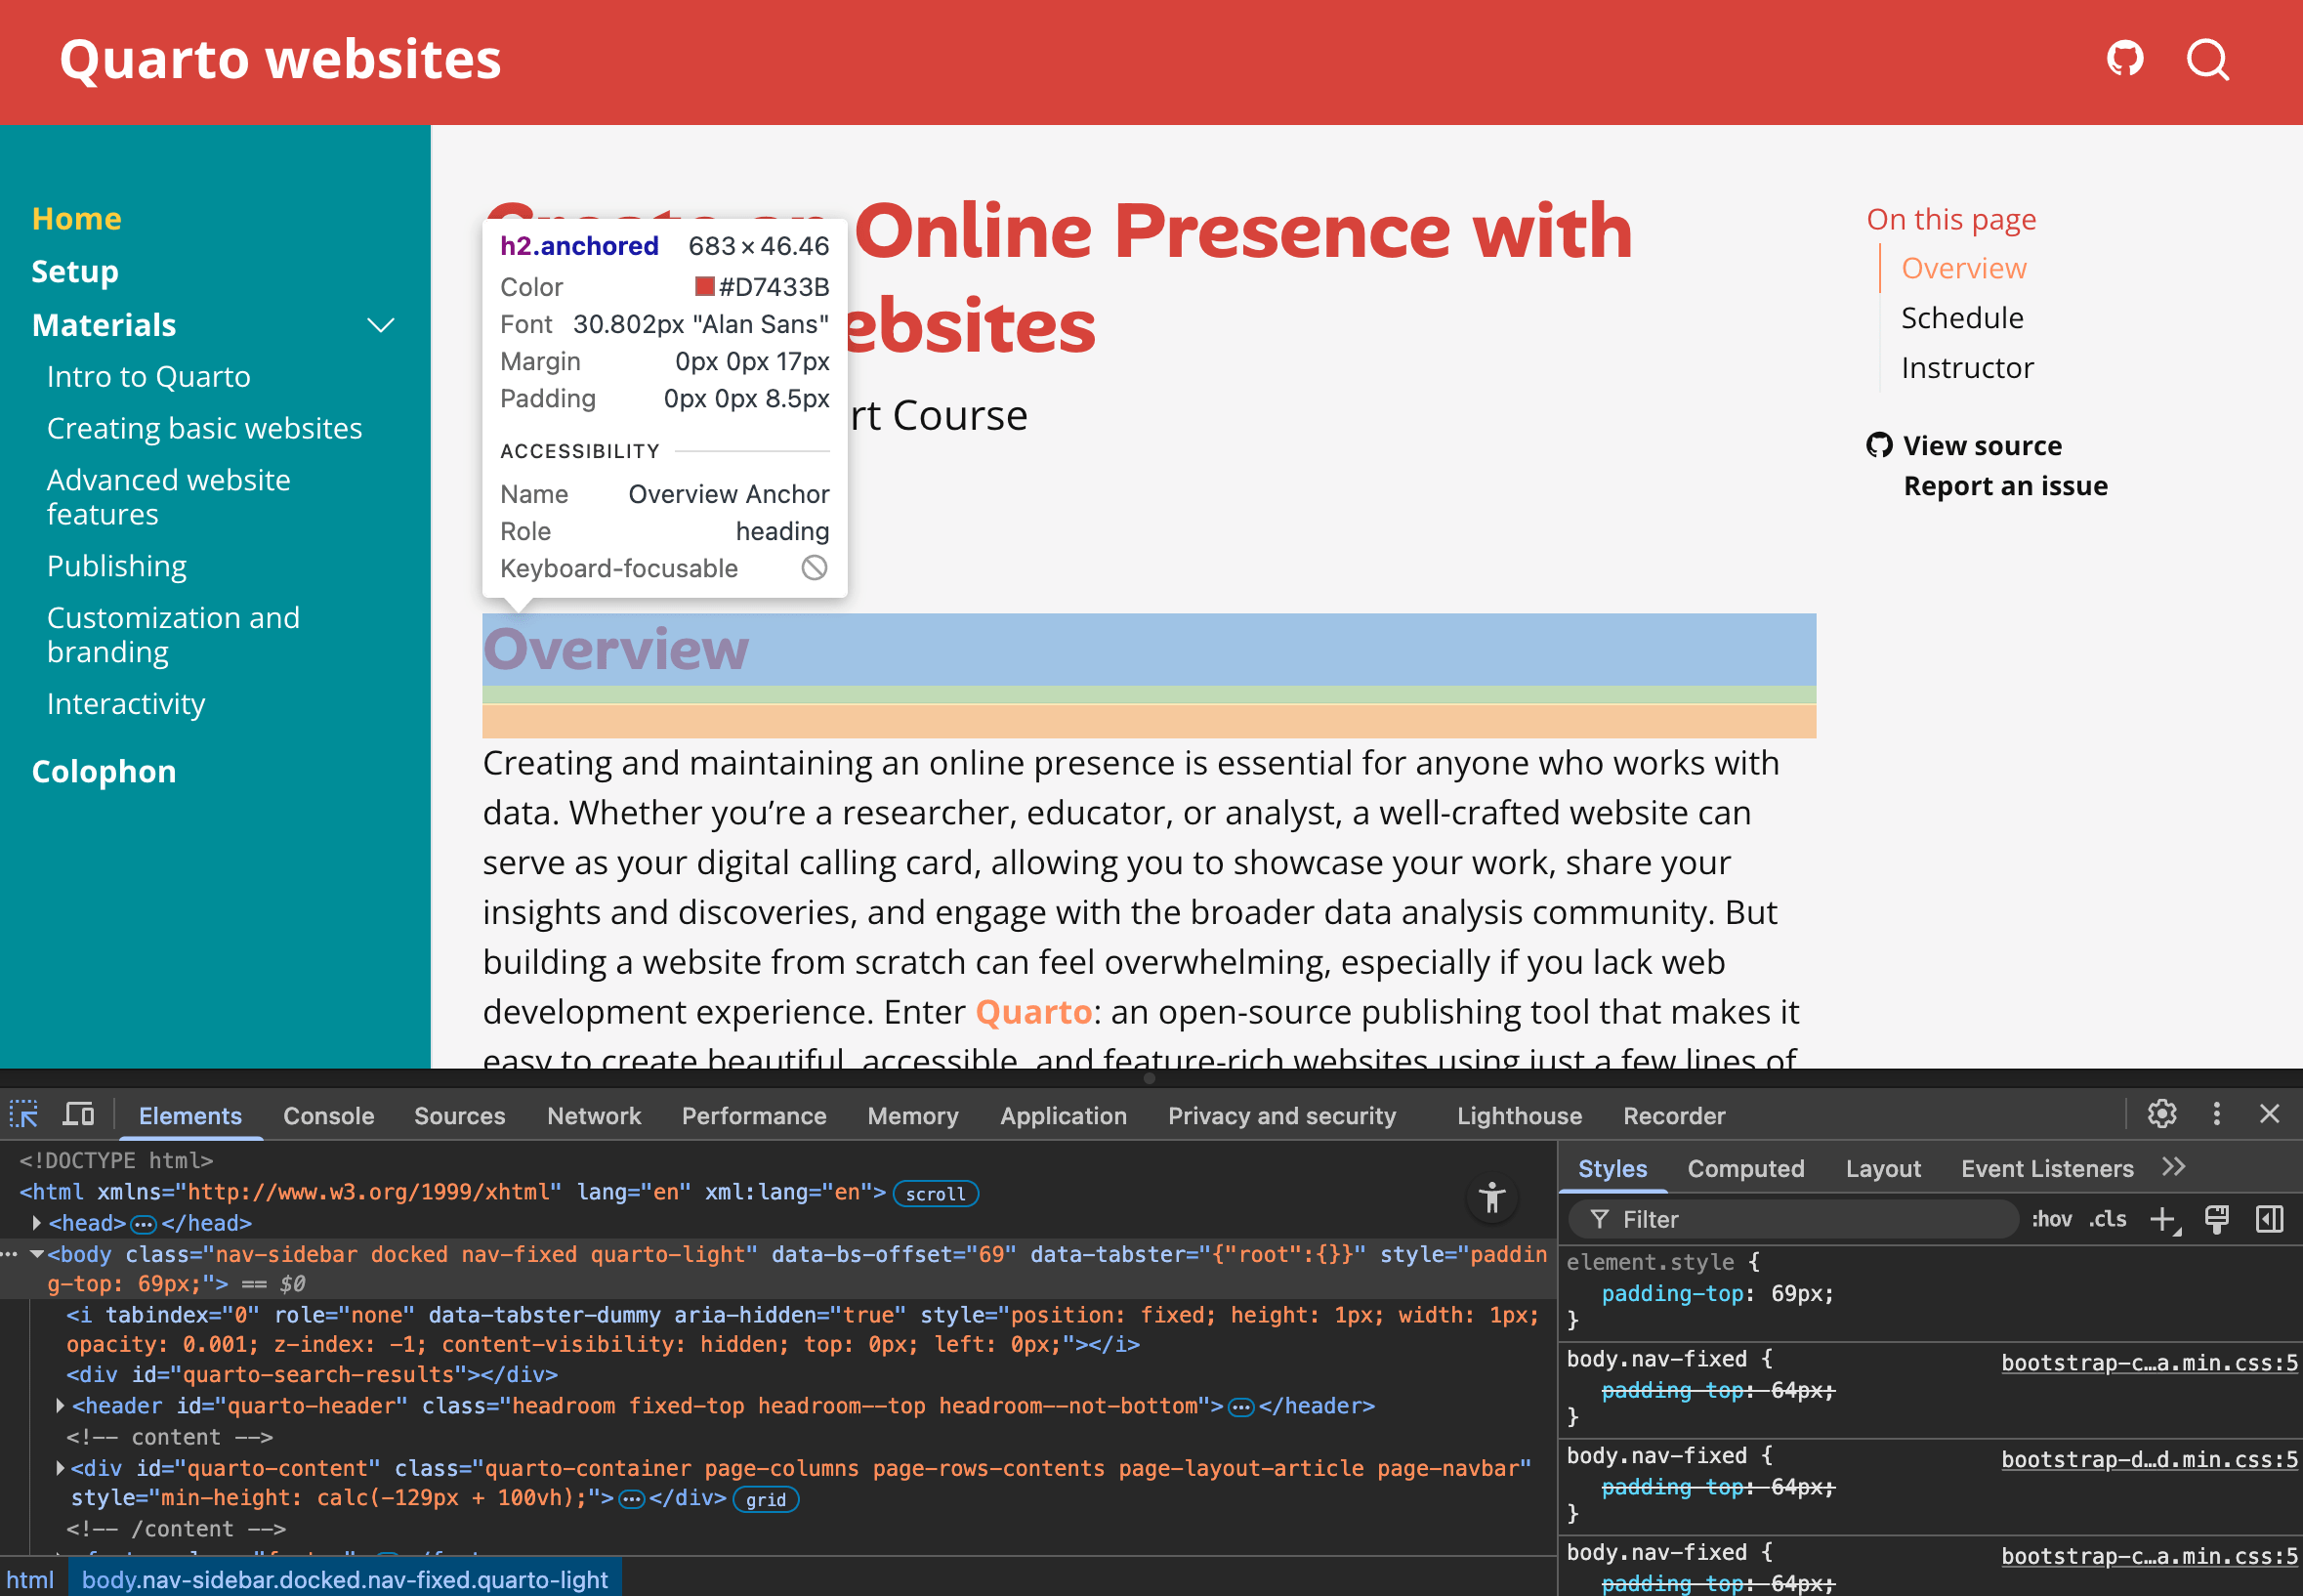 Quarto websites
Home
Setup
Materials
Intro to Quarto
Creating basic websites
Advanced website
features
Publishing
Customization and
branding
Interactivity
Colophon
Online Presence with
ebsites
rt Course
h2.anchored 683 × 46.46
Color #D7433B
Font 30.802px "Alan Sans"
Margin 0px 0px 17px
Padding 0px 0px 8.5px
ACCESSIBILITY
Name Overview Anchor
Role heading
Keyboard-focusable
Overview
Creating and maintaining an online presence is essential for anyone who works with
data. Whether you’re a researcher, educator, or analyst, a well-crafted website can
serve as your digital calling card, allowing you to showcase your work, share your
insights and discoveries, and engage with the broader data analysis community. But
building a website from scratch can feel overwhelming, especially if you lack web
development experience. Enter Quarto: an open-source publishing tool that makes it
easy to create beautiful, accessible, and feature-rich websites using just a few lines of
On this page
Overview
Schedule
Instructor
View source
Report an issue
Elements Console Sources Network Performance Memory Application Privacy and security Lighthouse Recorder
<!DOCTYPE html>
<html xmlns="http://www.w3.org/1999/xhtml" lang="en" xml:lang="en"> scroll
<head> ⋯ </head>
⋯ <body class="nav-sidebar docked nav-fixed quarto-light" data-bs-offset="69" data-tabster="{"root":{}}" style="paddin
g-top: 69px;"> == $0
<i tabindex="0" role="none" data-tabster-dummy aria-hidden="true" style="position: fixed; height: 1px; width: 1px;
opacity: 0.001; z-index: -1; content-visibility: hidden; top: 0px; left: 0px;"></i>
<div id="quarto-search-results"></div>
<header id="quarto-header" class="headroom fixed-top headroom--top headroom--not-bottom"> ⋯ </header>
<!-- content -->
<div id="quarto-content" class="quarto-container page-columns page-rows-contents page-layout-article page-navbar"
style="min-height: calc(-129px + 100vh);"> ⋯ </div> grid
<!-- /content -->
html body.nav-sidebar.docked.nav-fixed.quarto-light
Styles Computed Layout Event Listeners
Filter :hov .cls
element.style {
padding-top: 69px;
}
body.nav-fixed { bootstrap-c…a.min.css:5
padding-top: 64px;
}
body.nav-fixed { bootstrap-d…d.min.css:5
padding-top: 64px;
}
body.nav-fixed { bootstrap-c…a.min.css:5
padding-top: 64px;